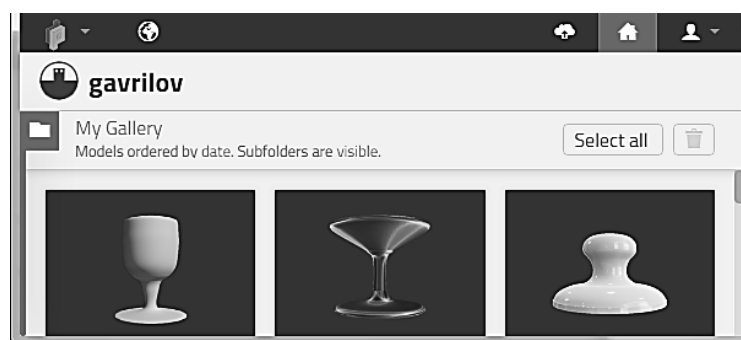 gavrilov
My Gallery
Models ordered by date. Subfolders are visible.
Select all